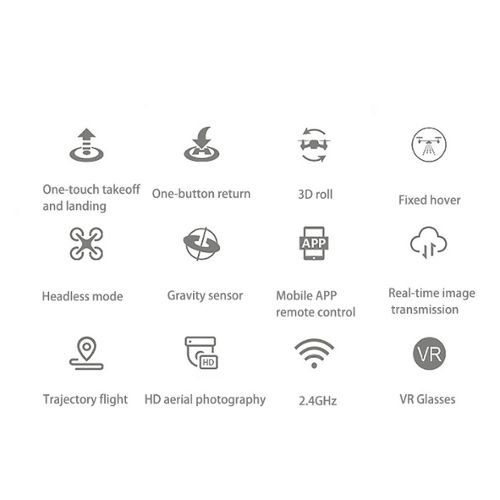 One-touch takeoff
and landing
One-button return
3D roll
Fixed hover
Headless mode
Gravity sensor
APP
Mobile APP
remote control
Real-time image
transmission
Trajectory flight
HD
HD aerial photography
2.4GHz
VR
VR Glasses